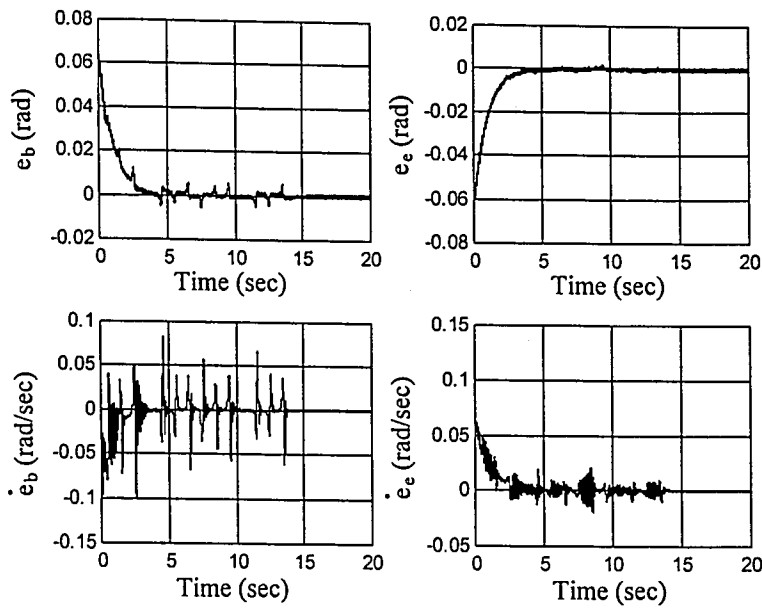 0.08
0.06
0.04
0.02
0
-0.02
e_b (rad)
0 5 10 15 20
Time (sec)
0
-0.02
-0.04
-0.06
-0.08
e_e (rad)
0 5 10 15 20
Time (sec)
0.1
0.05
0
-0.05
-0.1
-0.15
ė_b (rad/sec)
0 5 10 15 20
Time (sec)
0.15
0.1
0.05
0
-0.05
ė_e (rad/sec)
0 5 10 15 20
Time (sec)